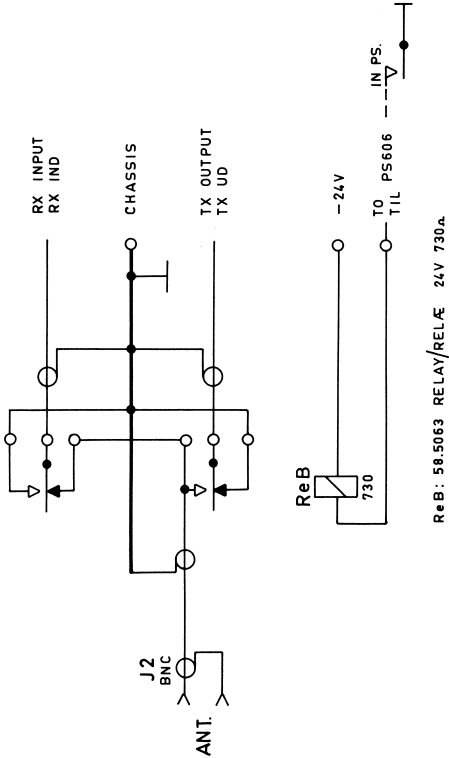 RX INPUT
RX IND
CHASSIS
TX OUTPUT
TX UD
J2
BNC
ANT.
ReB
730
-24V
TO
TIL PS606
IN PS.
ReB: 58.5063 RELAY/RELÆ 24V 730Ω